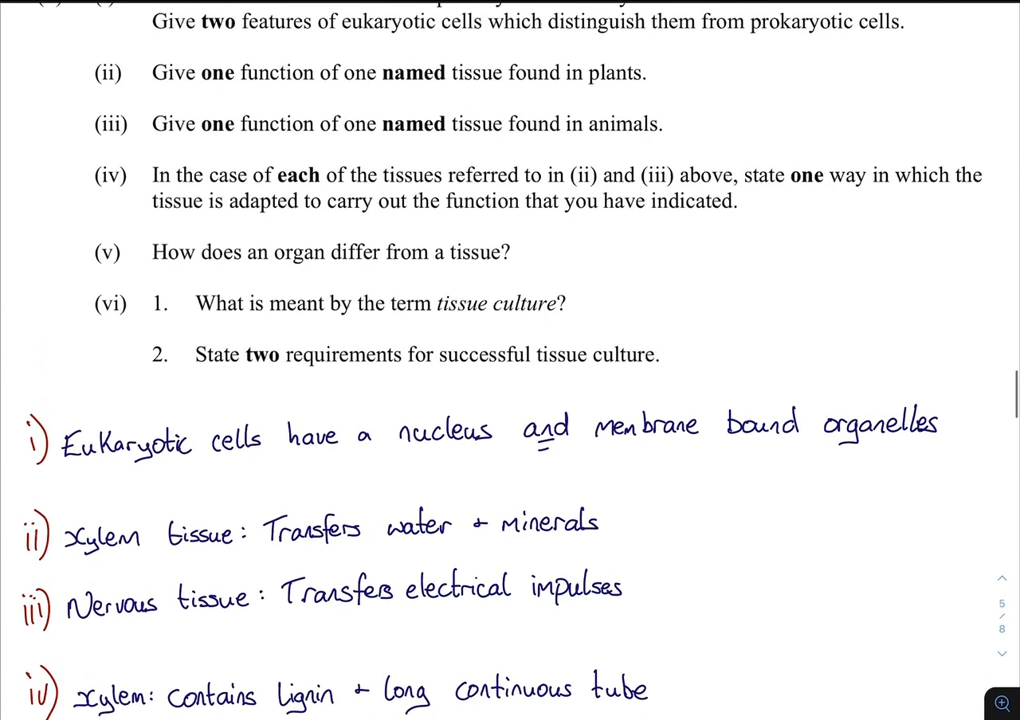 Give two features of eukaryotic cells which distinguish them from prokaryotic cells.
(ii) Give one function of one named tissue found in plants.
(iii) Give one function of one named tissue found in animals.
(iv) In the case of each of the tissues referred to in (ii) and (iii) above, state one way in which the
tissue is adapted to carry out the function that you have indicated.
(v) How does an organ differ from a tissue?
(vi) 1. What is meant by the term tissue culture?
2. State two requirements for successful tissue culture.
i) Eukaryotic cells have a nucleus and membrane bound organelles
ii) Xylem tissue: Transfers water + minerals
iii) Nervous tissue: Transfers electrical impulses
iv) Xylem: contains lignin + long continuous tube
5
/
8